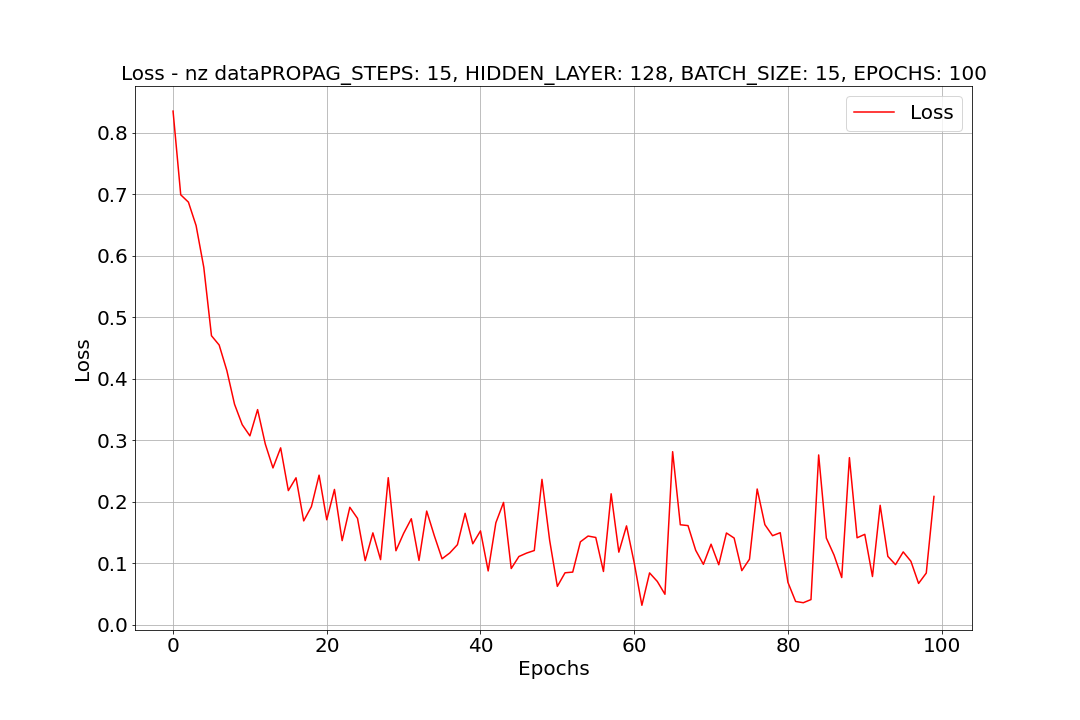 Loss - nz dataPROPAG_STEPS: 15, HIDDEN_LAYER: 128, BATCH_SIZE: 15, EPOCHS: 100
Loss
0.8
0.7
0.6
0.5
0.4
0.3
0.2
0.1
0.0
Loss
0 20 40 60 80 100
Epochs